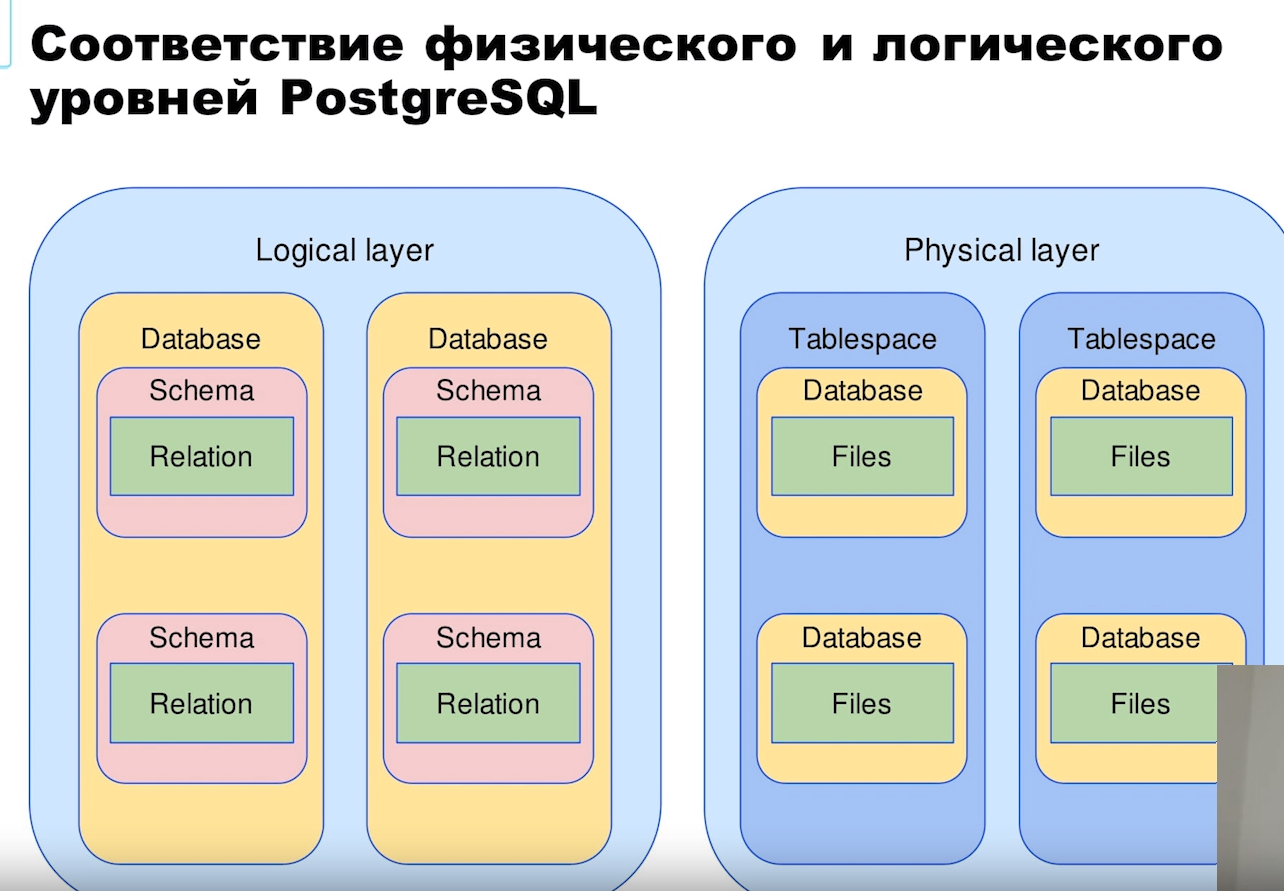 Соответствие физического и логического
уровней PostgreSQL
Logical layer
Database
Schema
Relation
Schema
Relation
Database
Schema
Relation
Schema
Relation
Physical layer
Tablespace
Database
Files
Database
Files
Tablespace
Database
Files
Database
Files